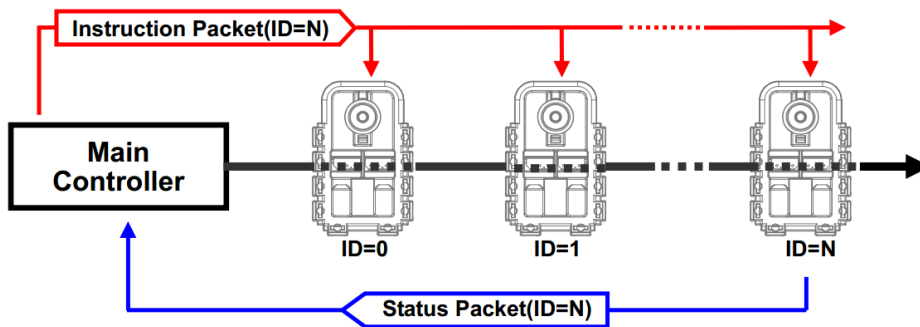 Instruction Packet(ID=N)
Main
Controller
ID=0
ID=1
ID=N
Status Packet(ID=N)